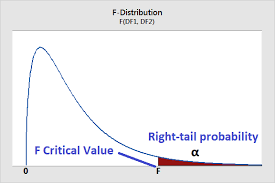 F-Distribution
F(DF1, DF2)
Right-tail probability
α
F Critical Value
0
F